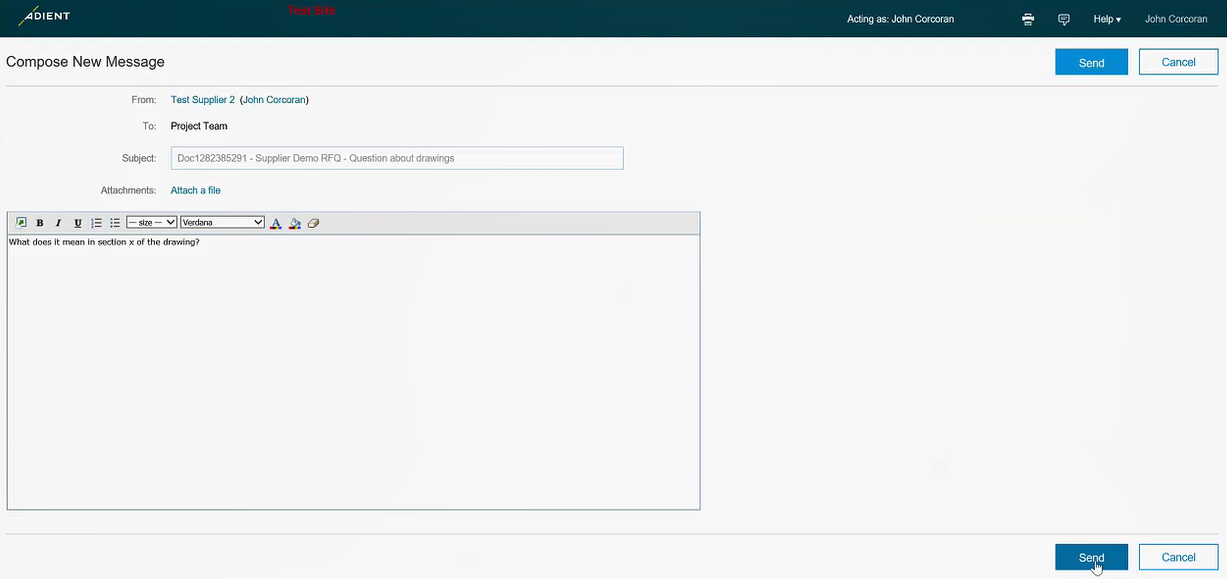 ADIENT
Test Site
Acting as: John Corcoran
Help
John Corcoran
Compose New Message
Send
Cancel
From: Test Supplier 2 (John Corcoran)
To: Project Team
Subject: Doc1282385291 - Supplier Demo RFQ - Question about drawings
Attachments: Attach a file
B I U — size — Verdana A
What does it mean in section x of the drawing?
Send
Cancel